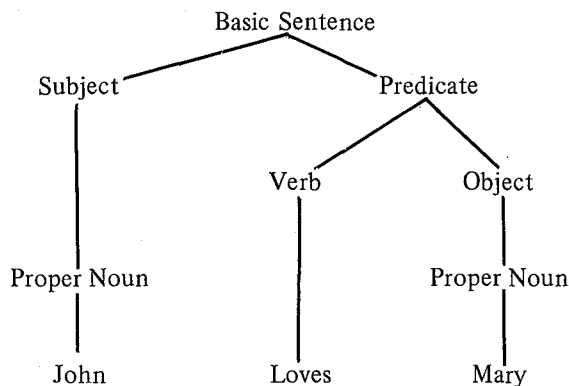 Basic Sentence
Subject Predicate
Verb Object
Proper Noun Proper Noun
John Loves Mary